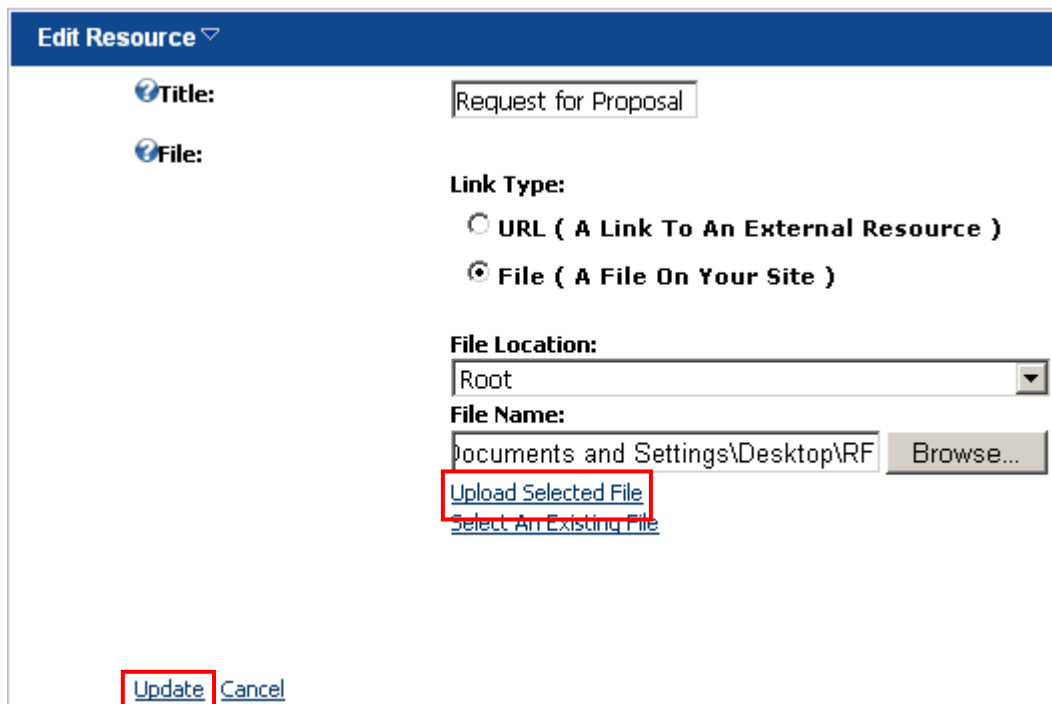 Edit Resource
Title:
Request for Proposal
File:
Link Type:
URL ( A Link To An External Resource )
File ( A File On Your Site )
File Location:
Root
File Name:
Documents and Settings\Desktop\RF
Browse...
Upload Selected File
Select An Existing File
Update Cancel